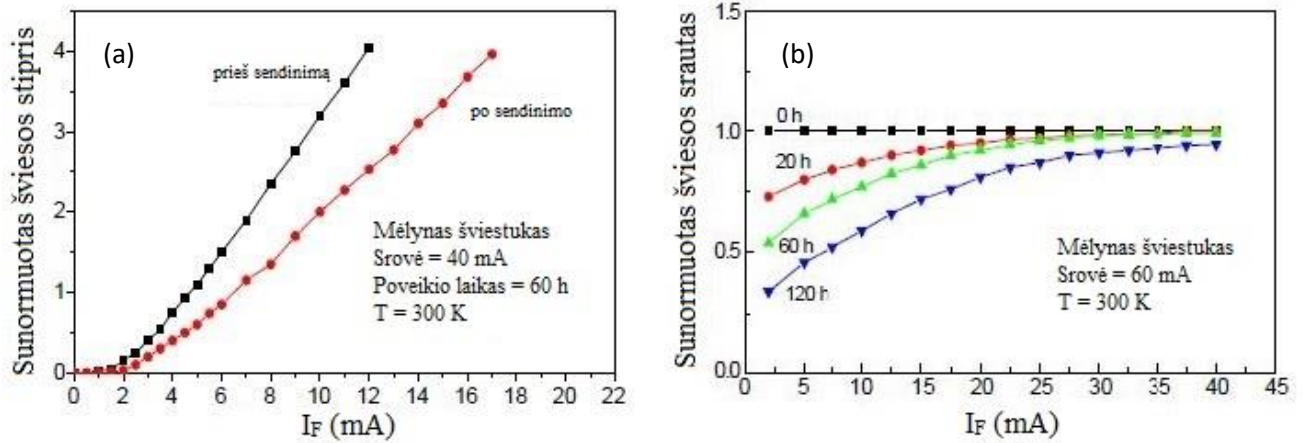 Sunormuotas šviesos stipris
4
3
2
1
0
(a)
prieš sendinimą
po sendinimo
Mėlynas šviestukas
Srovė = 40 mA
Poveikio laikas = 60 h
T = 300 K
0 2 4 6 8 10 12 14 16 18 20 22
I_F (mA)
Sunormuotas šviesos srautas
1.5
1.0
0.5
0.0
(b)
0 h
20 h
60 h
120 h
Mėlynas šviestukas
Srovė = 60 mA
T = 300 K
0 5 10 15 20 25 30 35 40 45
I_F (mA)